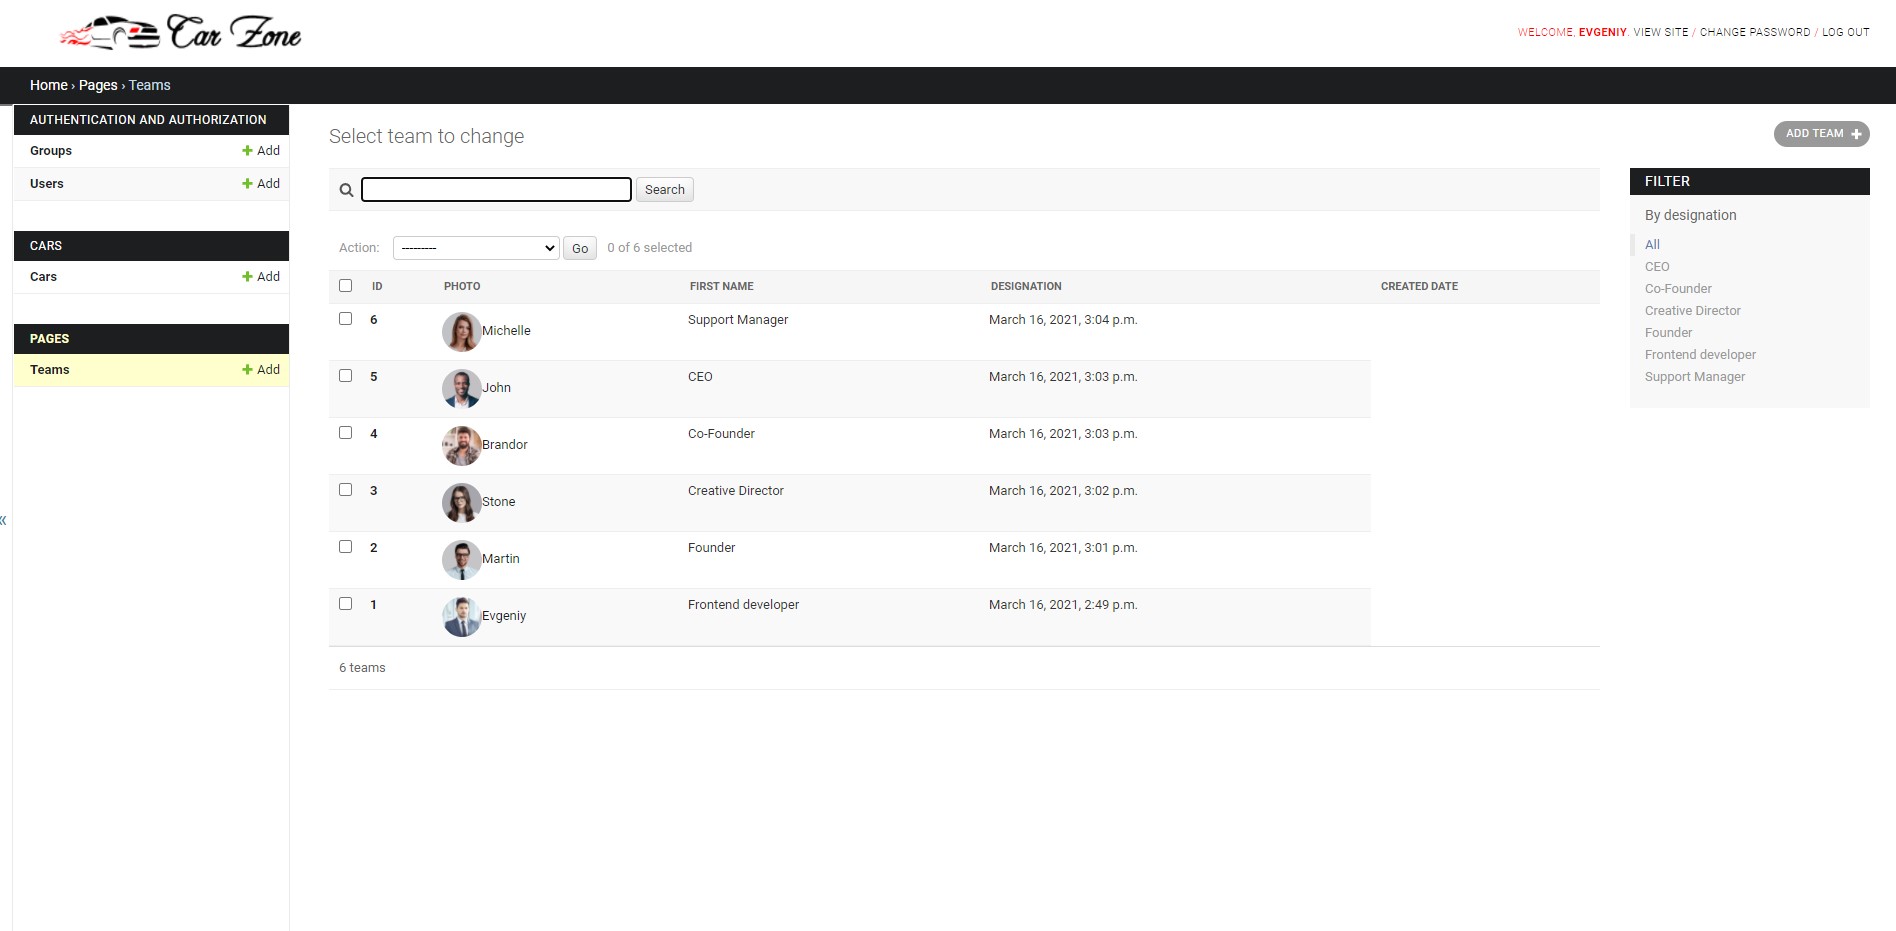 Car Zone
WELCOME, EVGENIY. VIEW SITE / CHANGE PASSWORD / LOG OUT
Home › Pages › Teams
AUTHENTICATION AND AUTHORIZATION
Groups + Add
Users + Add
CARS
Cars + Add
PAGES
Teams + Add
«
Select team to change
ADD TEAM +
Search
Action: --------- Go 0 of 6 selected
ID PHOTO FIRST NAME DESIGNATION CREATED DATE
6 Michelle Support Manager March 16, 2021, 3:04 p.m.
5 John CEO March 16, 2021, 3:03 p.m.
4 Brandor Co-Founder March 16, 2021, 3:03 p.m.
3 Stone Creative Director March 16, 2021, 3:02 p.m.
2 Martin Founder March 16, 2021, 3:01 p.m.
1 Evgeniy Frontend developer March 16, 2021, 2:49 p.m.
6 teams
FILTER
By designation
All
CEO
Co-Founder
Creative Director
Founder
Frontend developer
Support Manager